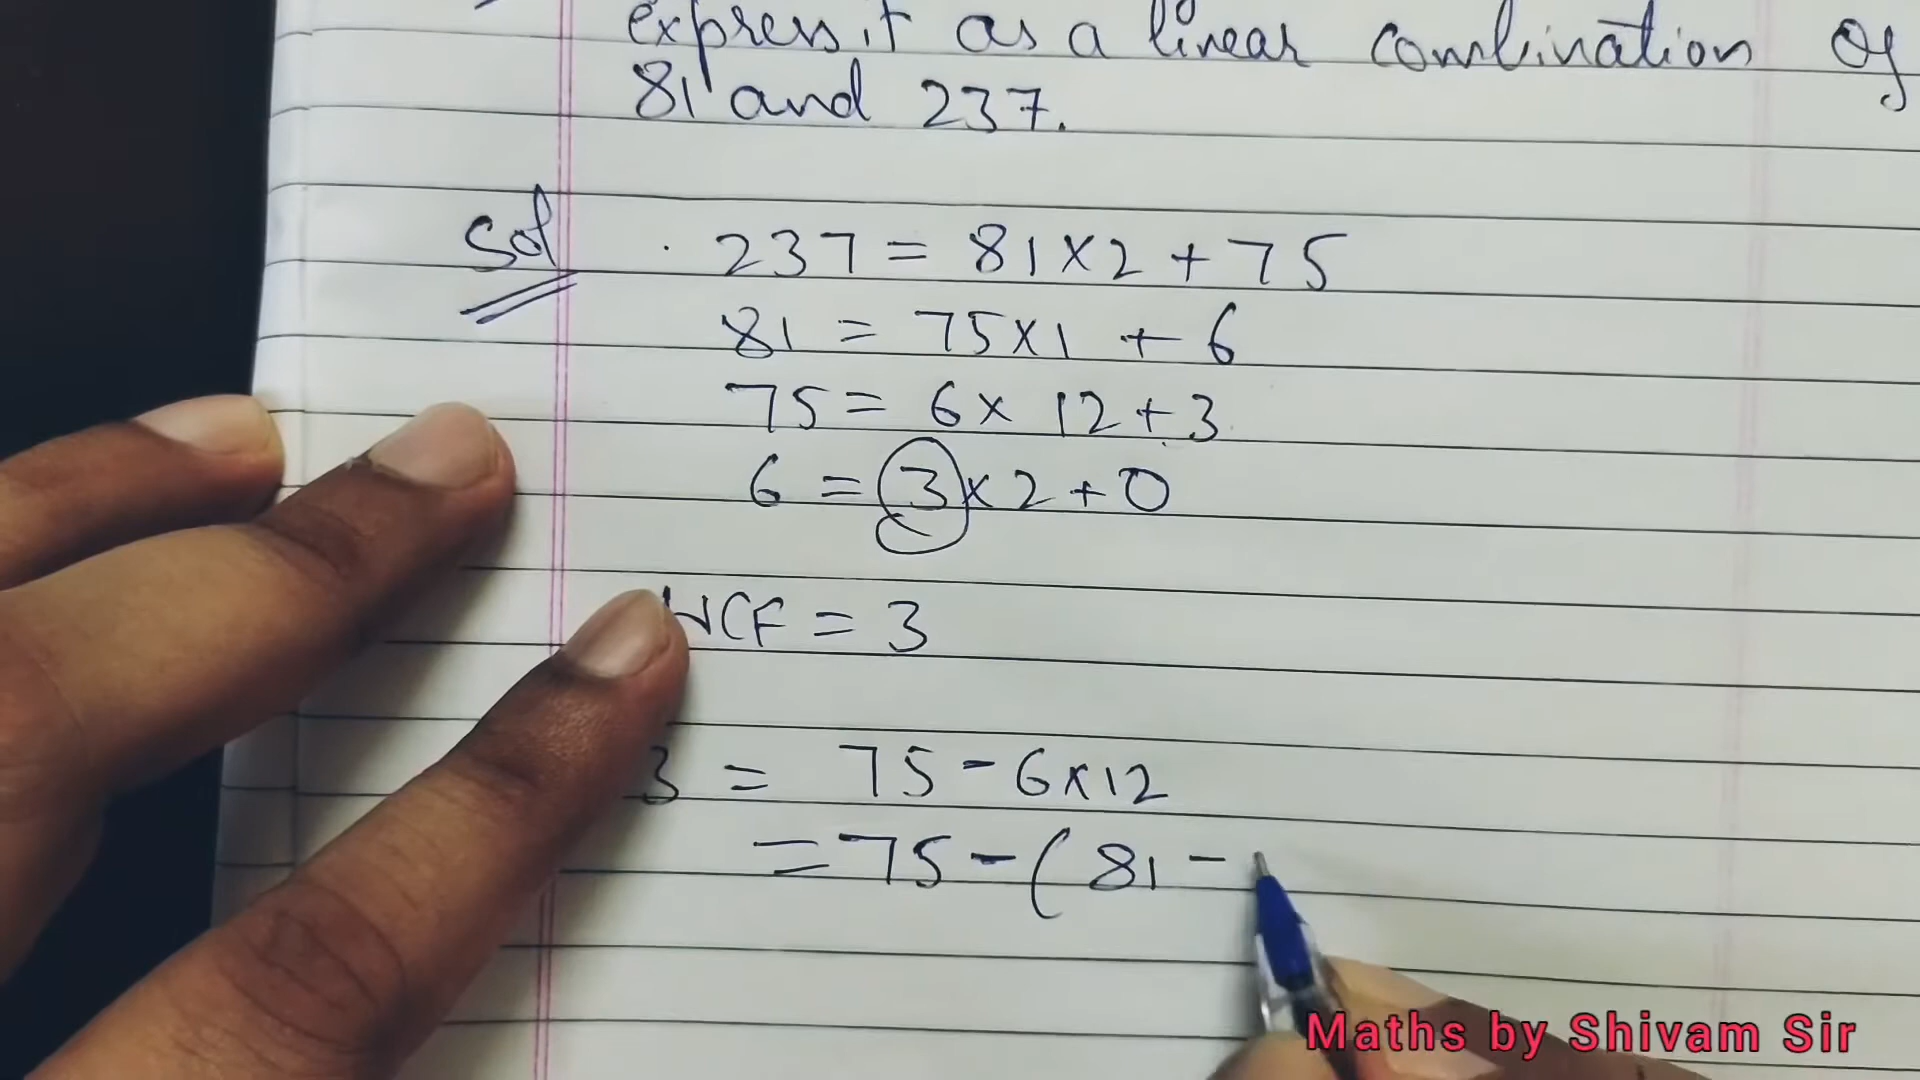 express it as a linear combination of
81 and 237.
Sol 237 = 81×2 + 75
81 = 75×1 + 6
75 = 6× 12+3
6 = 3×2+0
HCF = 3
3 = 75-6×12
= 75-( 81 -
Maths by Shivam Sir